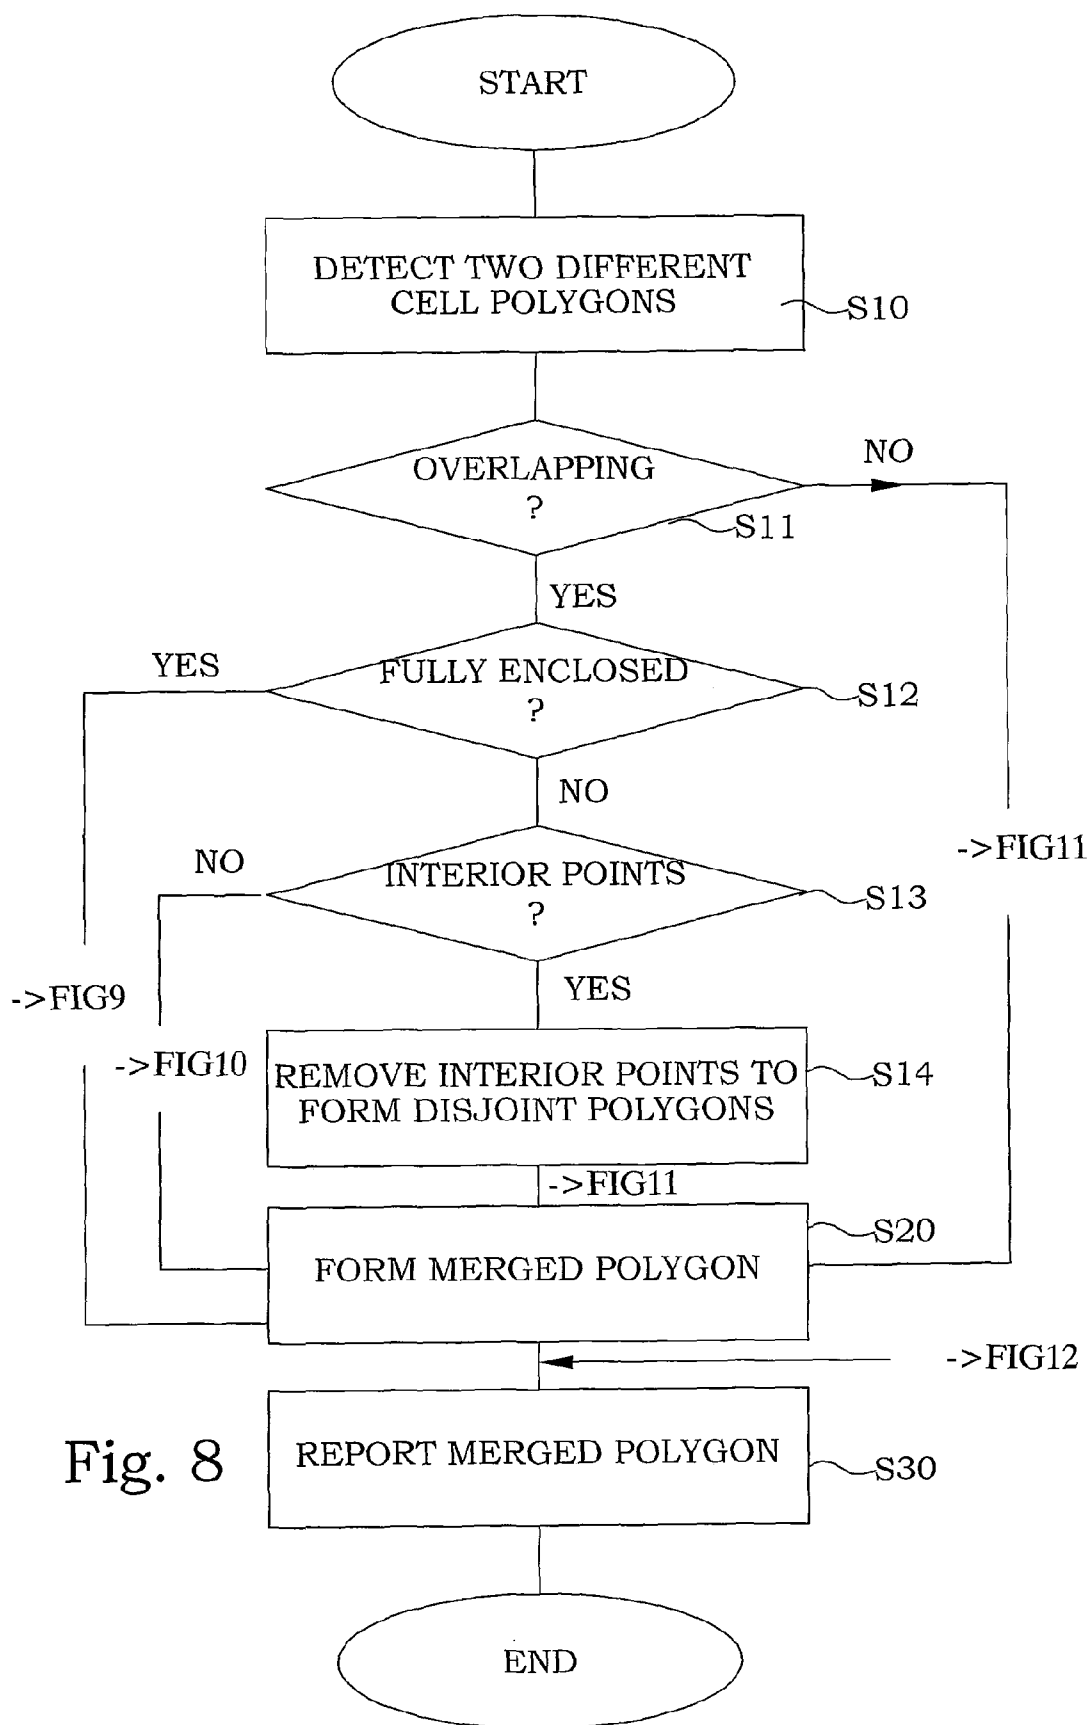 START
DETECT TWO DIFFERENT
CELL POLYGONS
S10
OVERLAPPING
?
NO
S11
YES
YES
FULLY ENCLOSED
?
S12
NO
->FIG11
NO
INTERIOR POINTS
?
S13
YES
->FIG9
->FIG10
REMOVE INTERIOR POINTS TO
FORM DISJOINT POLYGONS
S14
->FIG11
S20
FORM MERGED POLYGON
->FIG12
Fig. 8
REPORT MERGED POLYGON
S30
END